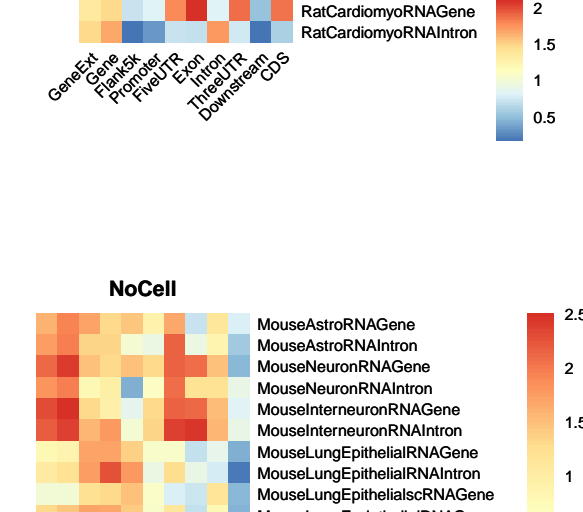 RatCardiomyoRNAGene
RatCardiomyoRNAIntron
GeneExt
Gene
Flank5k
Promoter
FiveUTR
Exon
Intron
ThreeUTR
Downstream
CDS
2
1.5
1
0.5
NoCell
MouseAstroRNAGene
MouseAstroRNAIntron
MouseNeuronRNAGene
MouseNeuronRNAIntron
MouseInterneuronRNAGene
MouseInterneuronRNAIntron
MouseLungEpithelialRNAGene
MouseLungEpithelialRNAIntron
MouseLungEpithelialscRNAGene
2.5
2
1.5
1